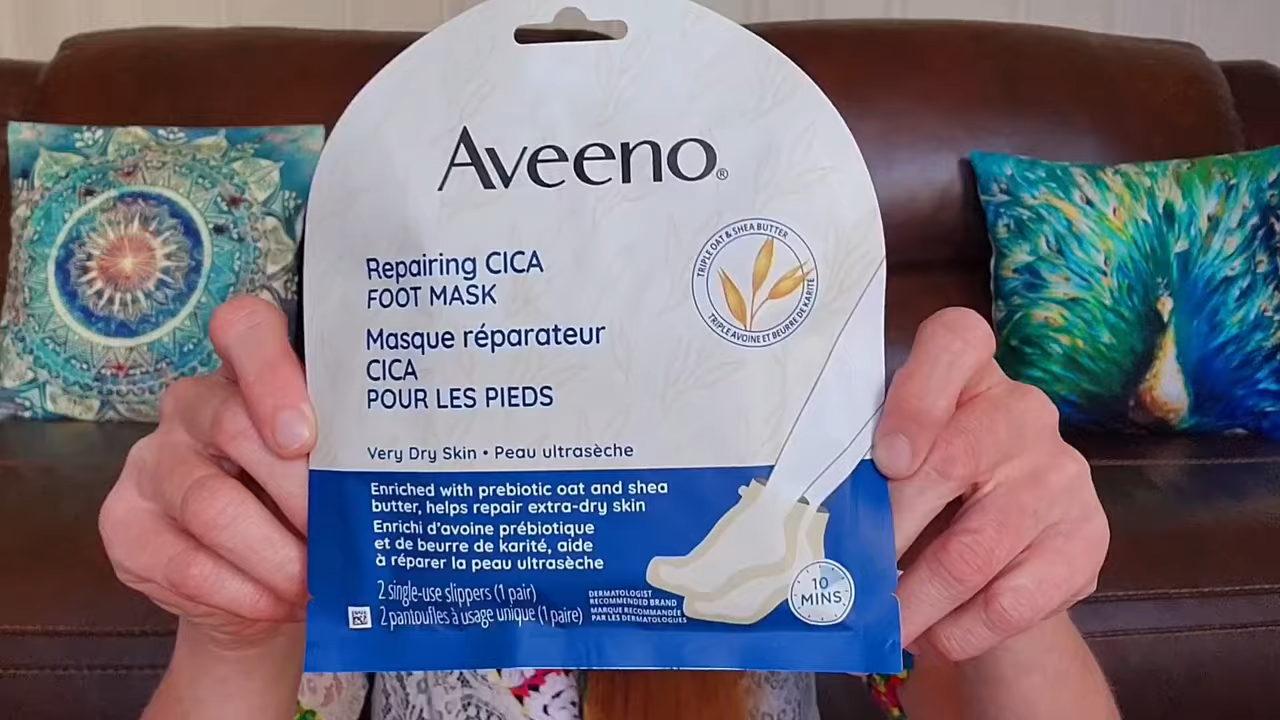 Aveeno®
TRIPLE OAT & SHEA BUTTER
TRIPLE AVOINE ET BEURRE DE KARITÉ
Repairing CICA
FOOT MASK
Masque réparateur
CICA
POUR LES PIEDS
Very Dry Skin • Peau ultrasèche
Enriched with prebiotic oat and shea
butter, helps repair extra-dry skin
Enrichi d'avoine prébiotique
et de beurre de karité, aide
à réparer la peau ultrasèche
2 single-use slippers (1 pair)
2 pantoufles à usage unique (1 paire)
DERMATOLOGIST
RECOMMENDED BRAND
MARQUE RECOMMANDÉE
PAR LES DERMATOLOGUES
10
MINS